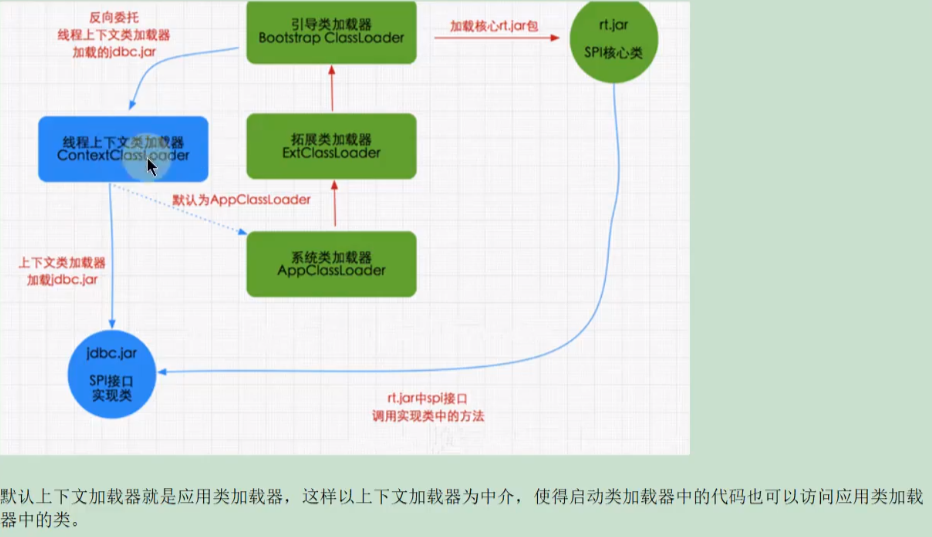 反向委托
线程上下文类加载器
加载的jdbc.jar
引导类加载器
Bootstrap ClassLoader
加载核心rt.jar包
rt.jar
SPI核心类
线程上下文类加载器
ContextClassLoader
拓展类加载器
ExtClassLoader
默认为AppClassLoader
系统类加载器
AppClassLoader
上下文类加载器
加载jdbc.jar
jdbc.jar
SPI接口
实现类
rt.jar中spi接口
调用实现类中的方法
默认上下文加载器就是应用类加载器，这样以上下文加载器为中介，使得启动类加载器中的代码也可以访问应用类加载
器中的类。